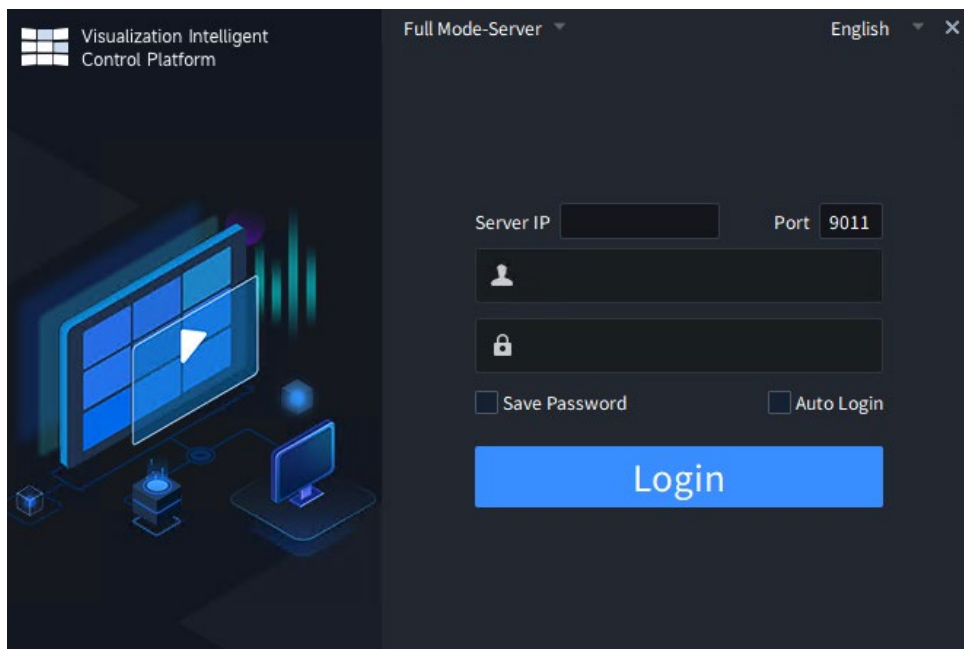 Visualization Intelligent
Control Platform
Full Mode-Server
English
Server IP
Port 9011
Save Password
Auto Login
Login